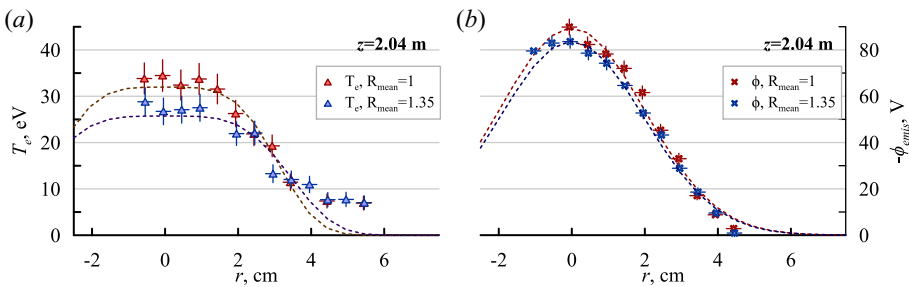 (a)
z=2.04 m
T_e, R_mean=1
T_e, R_mean=1.35
T_e, eV
40
30
20
10
0
-2
0
2
4
6
r, cm
(b)
z=2.04 m
ϕ, R_mean=1
ϕ, R_mean=1.35
80
60
40
20
0
-ϕ_emis, V
-2
0
2
4
6
r, cm